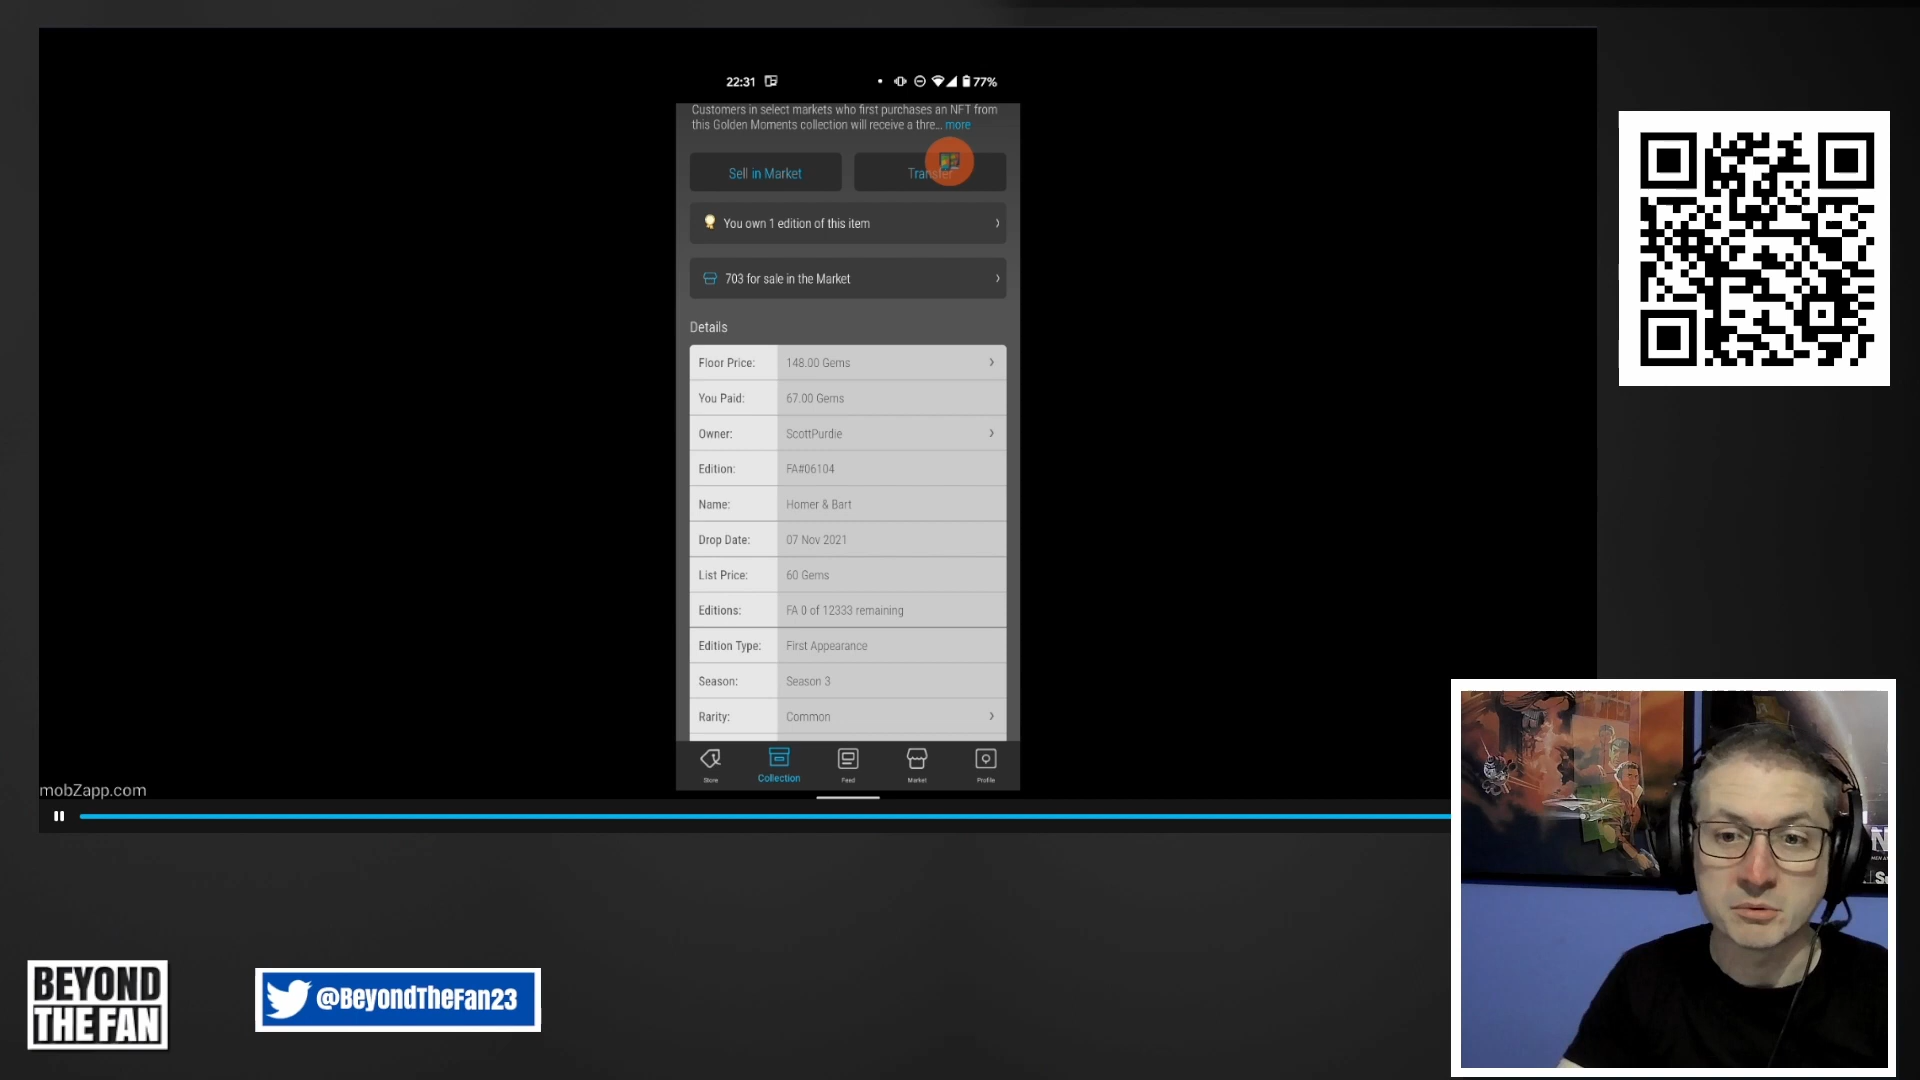 22:31
77%
Customers in select markets who first purchases an NFT from
this Golden Moments collection will receive a thre... more
Sell in Market
Transfer
You own 1 edition of this item
703 for sale in the Market
Details
Floor Price: 148.00 Gems
You Paid: 67.00 Gems
Owner: ScottPurdie
Edition: FA#06104
Name: Homer & Bart
Drop Date: 07 Nov 2021
List Price: 60 Gems
Editions: FA 0 of 12333 remaining
Edition Type: First Appearance
Season: Season 3
Rarity: Common
Store
Collection
Feed
Market
Profile
mobZapp.com
BEYOND
THE FAN
@BeyondTheFan23